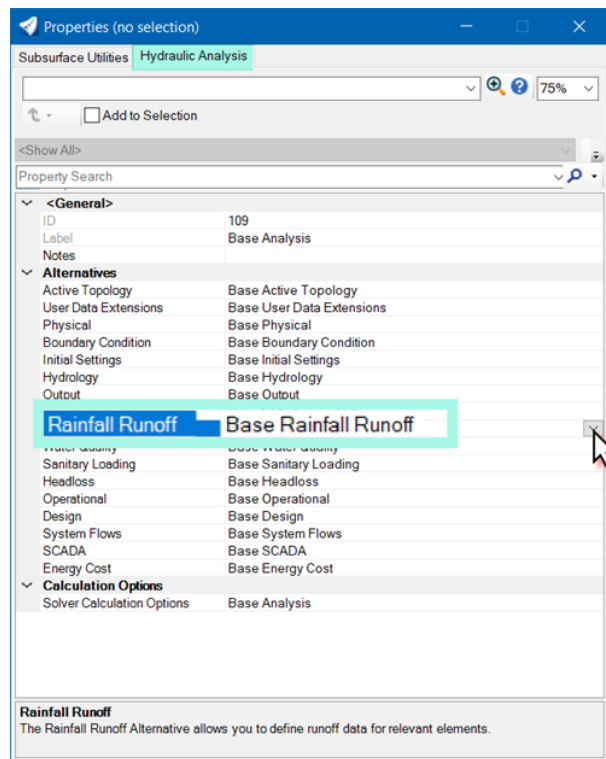 Properties (no selection)
Subsurface Utilities Hydraulic Analysis
75%
Add to Selection
<Show All>
Property Search
<General>
ID 109
Label Base Analysis
Notes
Alternatives
Active Topology Base Active Topology
User Data Extensions Base User Data Extensions
Physical Base Physical
Boundary Condition Base Boundary Condition
Initial Settings Base Initial Settings
Hydrology Base Hydrology
Output Base Output
Rainfall Runoff Base Rainfall Runoff
Water Quality Base Water Quality
Sanitary Loading Base Sanitary Loading
Headloss Base Headloss
Operational Base Operational
Design Base Design
System Flows Base System Flows
SCADA Base SCADA
Energy Cost Base Energy Cost
Calculation Options
Solver Calculation Options Base Analysis
Rainfall Runoff
The Rainfall Runoff Alternative allows you to define runoff data for relevant elements.